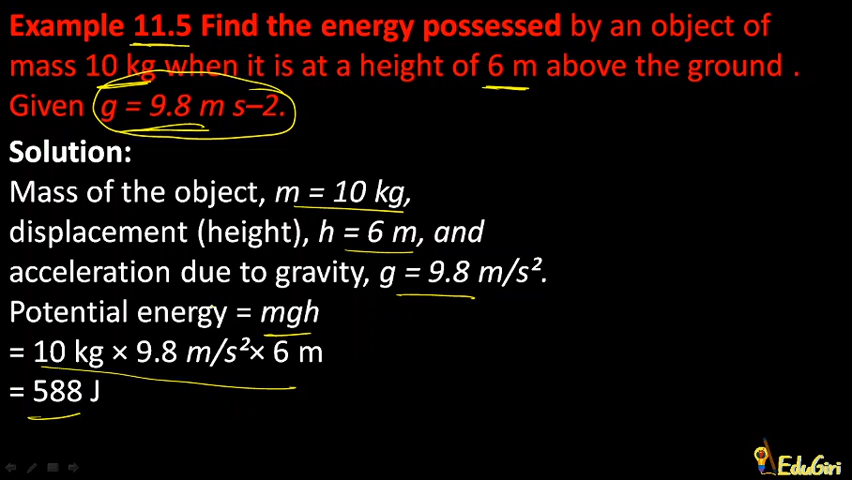 Example 11.5 Find the energy possessed by an object of
mass 10 kg when it is at a height of 6 m above the ground .
Given g = 9.8 m s–2.
Solution:
Mass of the object, m = 10 kg,
displacement (height), h = 6 m, and
acceleration due to gravity, g = 9.8 m/s².
Potential energy = mgh
= 10 kg × 9.8 m/s²× 6 m
= 588 J
EduGiri